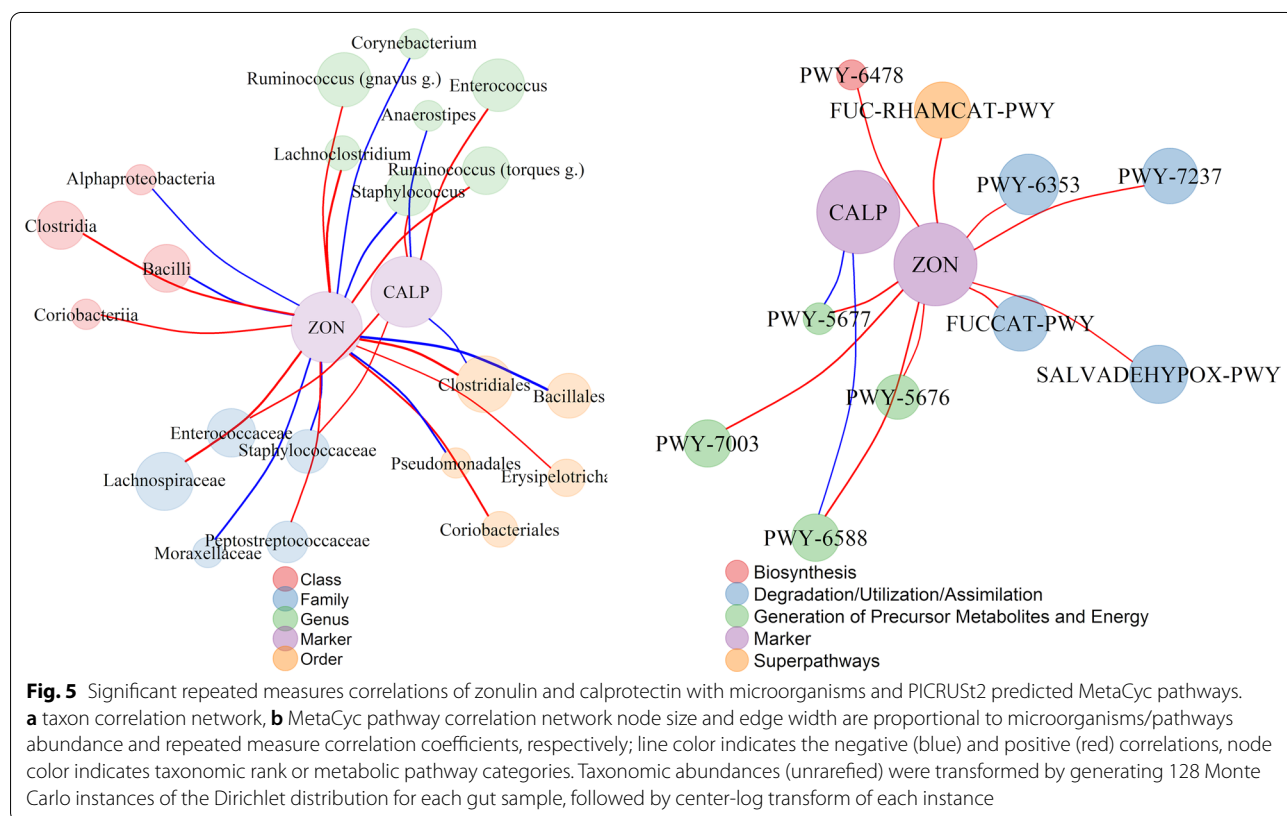 Corynebacterium
Ruminococcus (gnavus g.)
Enterococcus
Anaerostipes
Lachnoclostridium
Ruminococcus (torques g.)
Staphylococcus
Alphaproteobacteria
Clostridia
Bacilli
Coriobacteriia
CALP
ZON
Clostridiales
Bacillales
Enterococcaceae
Staphylococcaceae
Lachnospiraceae
Pseudomonadales
Erysipelotricha
Coriobacteriales
Peptostreptococcaceae
Moraxellaceae
Class
Family
Genus
Marker
Order
PWY-6478
FUC-RHAMCAT-PWY
PWY-6353
PWY-7237
CALP
ZON
PWY-5677
FUCCAT-PWY
SALVADEHYPOX-PWY
PWY-5676
PWY-7003
PWY-6588
Biosynthesis
Degradation/Utilization/Assimilation
Generation of Precursor Metabolites and Energy
Marker
Superpathways
Fig. 5 Significant repeated measures correlations of zonulin and calprotectin with microorganisms and PICRUSt2 predicted MetaCyc pathways.
a taxon correlation network, b MetaCyc pathway correlation network node size and edge width are proportional to microorganisms/pathways
abundance and repeated measure correlation coefficients, respectively; line color indicates the negative (blue) and positive (red) correlations, node
color indicates taxonomic rank or metabolic pathway categories. Taxonomic abundances (unrarefied) were transformed by generating 128 Monte
Carlo instances of the Dirichlet distribution for each gut sample, followed by center-log transform of each instance